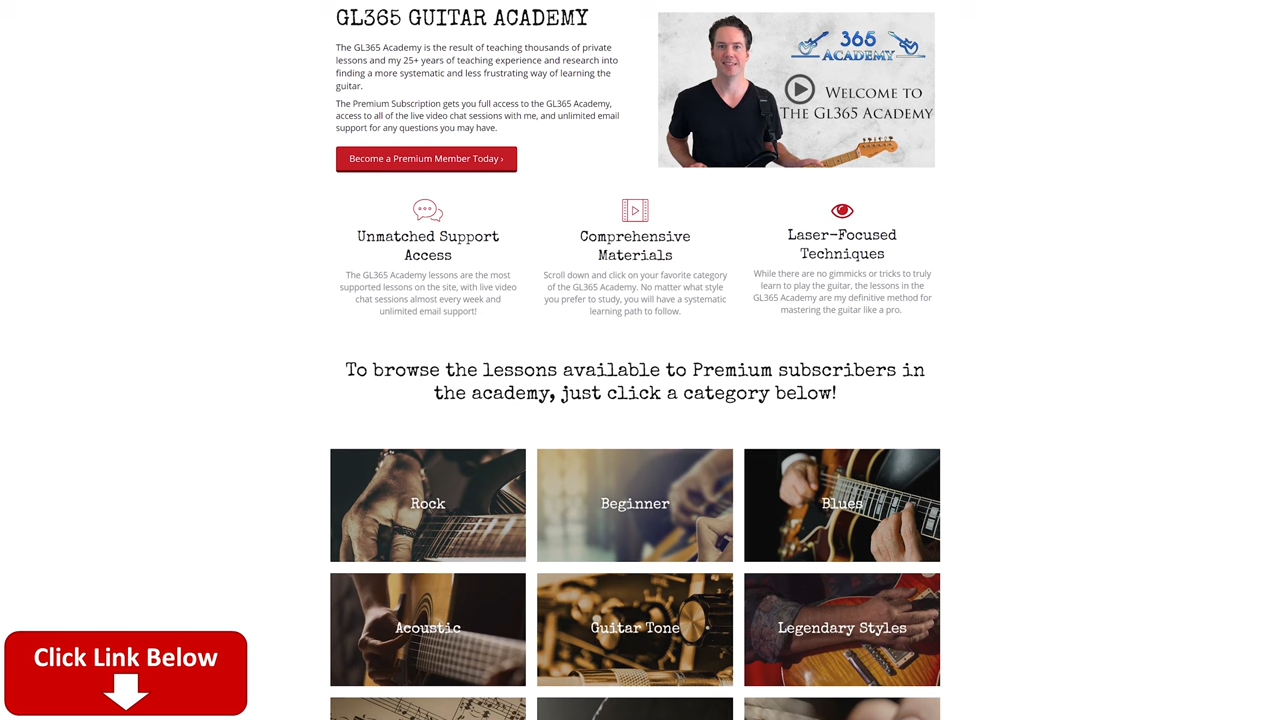 GL365 GUITAR ACADEMY
The GL365 Academy is the result of teaching thousands of private
lessons and my 25+ years of teaching experience and research into
finding a more systematic and less frustrating way of learning the
guitar.
The Premium Subscription gets you full access to the GL365 Academy,
access to all of the live video chat sessions with me, and unlimited email
support for any questions you may have.
Become a Premium Member Today ›
365
ACADEMY
WELCOME TO
THE GL365 ACADEMY
Unmatched Support
Access
The GL365 Academy lessons are the most
supported lessons on the site, with live video
chat sessions almost every week and
unlimited email support!
Comprehensive
Materials
Scroll down and click on your favorite category
of the GL365 Academy. No matter what style
you prefer to study, you will have a systematic
learning path to follow.
Laser-Focused
Techniques
While there are no gimmicks or tricks to truly
learn to play the guitar, the lessons in the
GL365 Academy are my definitive method for
mastering the guitar like a pro.
To browse the lessons available to Premium subscribers in
the academy, just click a category below!
Rock
Beginner
Blues
Acoustic
Guitar Tone
Legendary Styles
Click Link Below